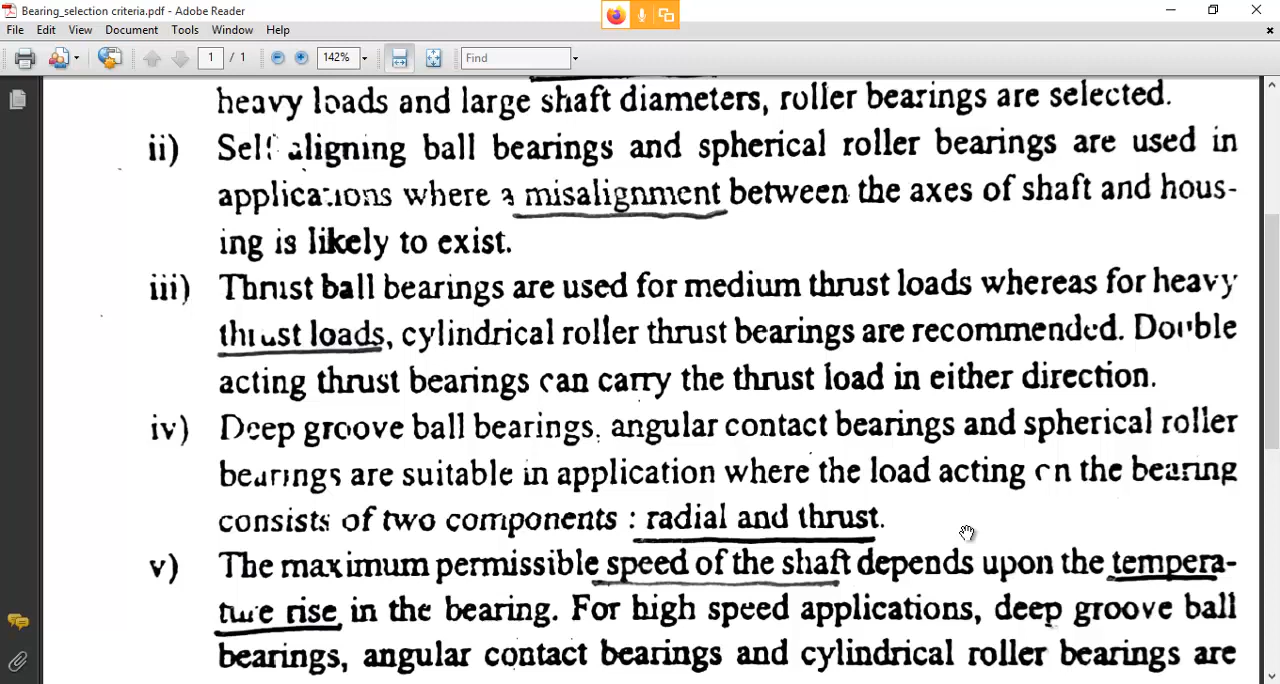 Bearing_selection criteria.pdf - Adobe Reader
File Edit View Document Tools Window Help
1 / 1 142% Find
heavy loads and large shaft diameters, roller bearings are selected.
ii) Self aligning ball bearings and spherical roller bearings are used in
applications where a misalignment between the axes of shaft and hous-
ing is likely to exist.
iii) Thrust ball bearings are used for medium thrust loads whereas for heavy
thrust loads, cylindrical roller thrust bearings are recommended. Double
acting thrust bearings can carry the thrust load in either direction.
iv) Deep groove ball bearings, angular contact bearings and spherical roller
bearings are suitable in application where the load acting on the bearing
consists of two components : radial and thrust.
v) The maximum permissible speed of the shaft depends upon the tempera-
ture rise in the bearing. For high speed applications, deep groove ball
bearings, angular contact bearings and cylindrical roller bearings are